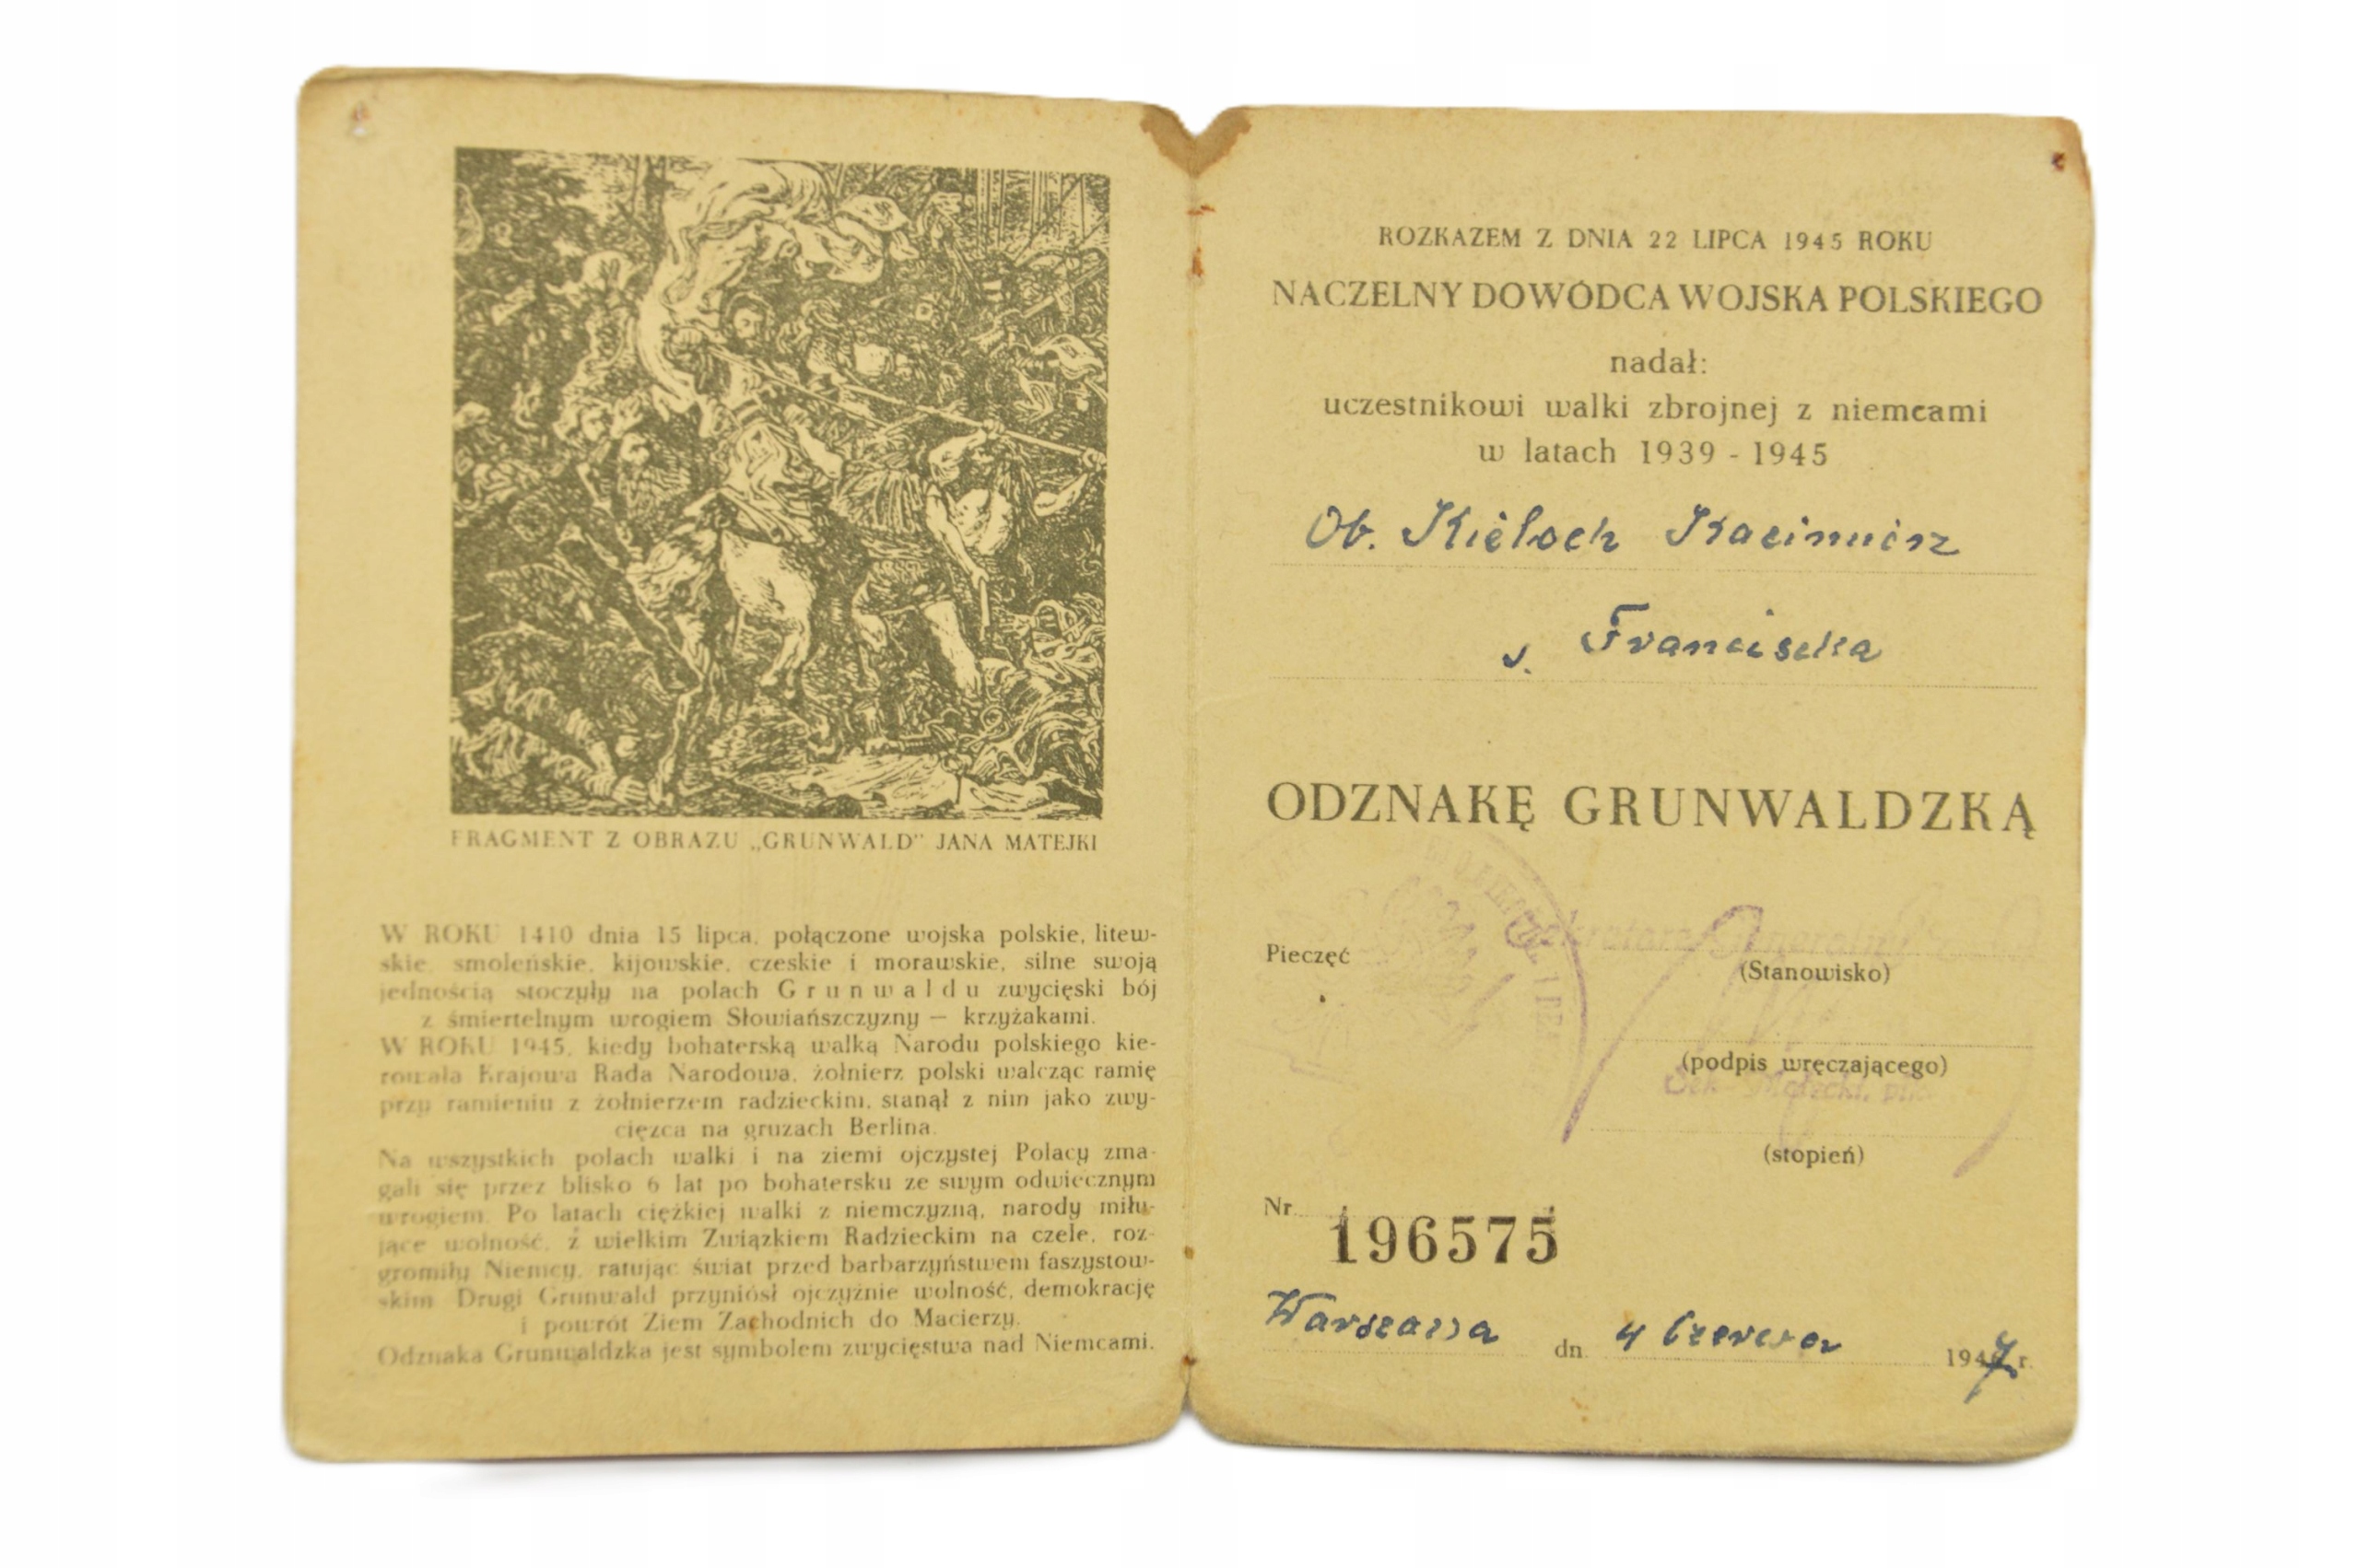 FRAGMENT Z OBRAZU „GRUNWALD” JANA MATEJKI
W ROKU 1410 dnia 15 lipca, połączone wojska polskie, litew-
skie, smoleńskie, kijowskie, czeskie i morawskie, silne swoją
jednością stoczyły na polach Grunwaldu zwycięski bój
z śmiertelnym wrogiem Słowiańszczyzny — krzyżakami.
W ROKU 1945, kiedy bohaterską walką Narodu polskiego kie-
rowała Krajowa Rada Narodowa, żołnierz polski walcząc ramię
przy ramieniu z żołnierzem radzieckim, stanął z nim jako zwy-
cięzca na gruzach Berlina.
Na wszystkich polach walki i na ziemi ojczystej Polacy zma-
gali się przez blisko 6 lat po bohatersku ze swym odwiecznym
wrogiem. Po latach ciężkiej walki z niemczyzną, narody miłu-
jące wolność, z wielkim Związkiem Radzieckim na czele, roz-
gromiły Niemcy, ratując świat przed barbarzyństwem faszystow-
skim. Drugi Grunwald przyniósł ojczyźnie wolność, demokrację
i powrót Ziem Zachodnich do Macierzy.
Odznaka Grunwaldzka jest symbolem zwycięstwa nad Niemcami.
ROZKAZEM Z DNIA 22 LIPCA 1945 ROKU
NACZELNY DOWÓDCA WOJSKA POLSKIEGO
nadał:
uczestnikowi walki zbrojnej z niemcami
w latach 1939 - 1945
Ob. Kieloch Kazimierz
s. Franciszka
ODZNAKĘ GRUNWALDZKĄ
Pieczęć
(Stanowisko)
(podpis wręczającego)
(stopień)
Nr 196575
Warszawa dn. 4 Czerwca 1947 r.